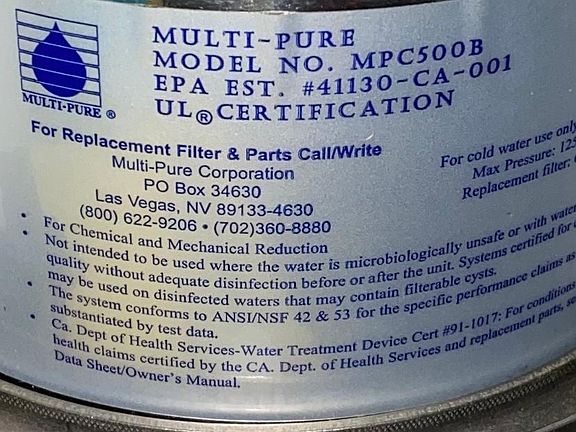 MULTI-PURE ®
MULTI-PURE
MODEL NO. MPC500B
EPA EST. #41130-CA-001
UL® CERTIFICATION
For Replacement Filter & Parts Call/Write
Multi-Pure Corporation
PO Box 34630
Las Vegas, NV 89133-4630
(800) 622-9206 • (702)360-8880
For cold water use only
Max Pressure: 125
Replacement filter:
• For Chemical and Mechanical Reduction
• Not intended to be used where the water is microbiologically unsafe or with water
quality without adequate disinfection before or after the unit. Systems certified for
may be used on disinfected waters that may contain filterable cysts.
• The system conforms to ANSI/NSF 42 & 53 for the specific performance claims as
substantiated by test data.
• Ca. Dept of Health Services-Water Treatment Device Cert #91-1017: For conditions
health claims certified by the CA. Dept. of Health Services and replacement parts, see
Data Sheet/Owner's Manual.